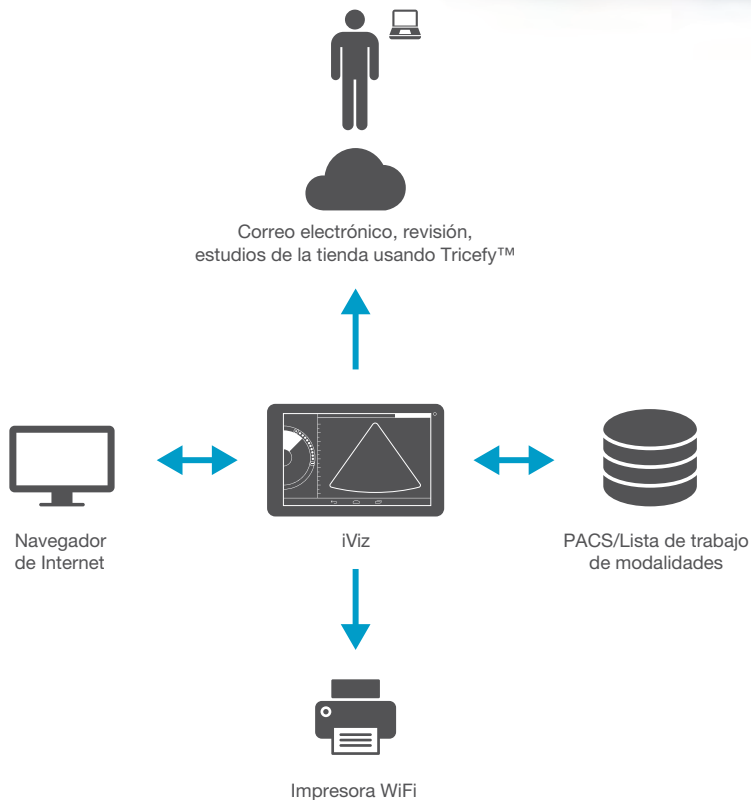 Correo electrónico, revisión,
estudios de la tienda usando Tricefy™
Navegador
de Internet
iViz
PACS/Lista de trabajo
de modalidades
Impresora WiFi